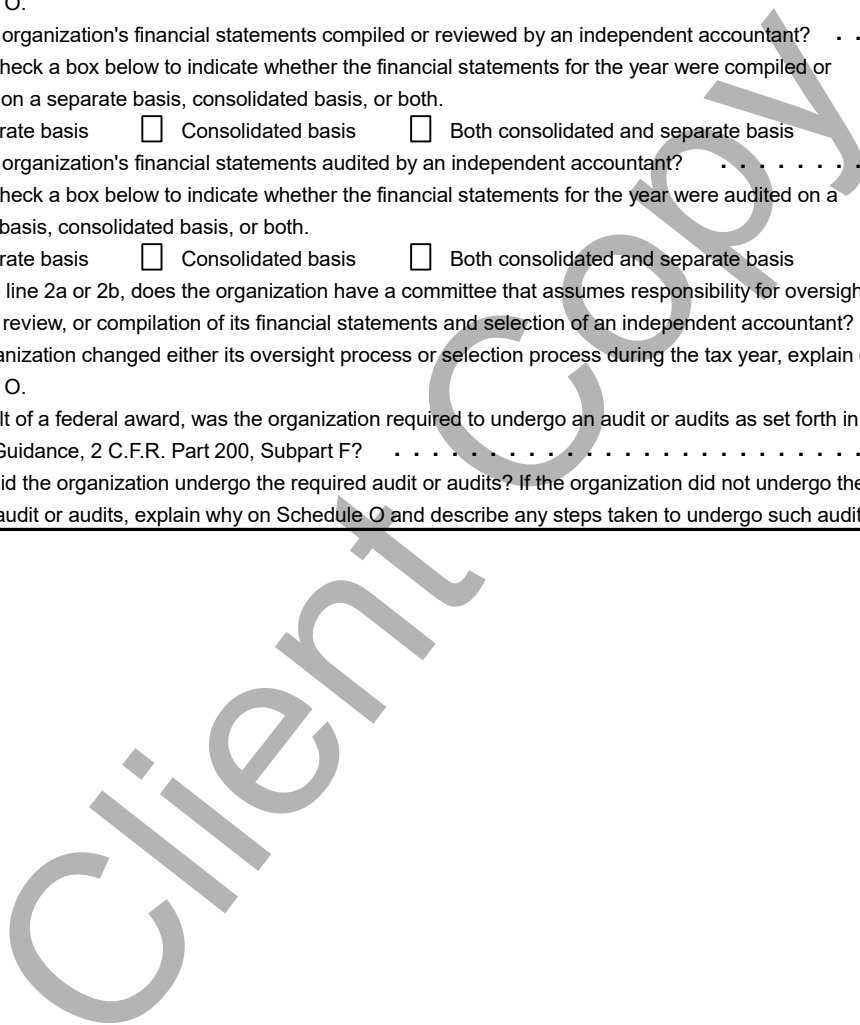 O.
organization's financial statements compiled or reviewed by an independent accountant? . .
heck a box below to indicate whether the financial statements for the year were compiled or
on a separate basis, consolidated basis, or both.
rate basis Consolidated basis Both consolidated and separate basis
organization's financial statements audited by an independent accountant? . . . . . . . .
heck a box below to indicate whether the financial statements for the year were audited on a
basis, consolidated basis, or both.
rate basis Consolidated basis Both consolidated and separate basis
line 2a or 2b, does the organization have a committee that assumes responsibility for oversigh
review, or compilation of its financial statements and selection of an independent accountant?
anization changed either its oversight process or selection process during the tax year, explain
O.
lt of a federal award, was the organization required to undergo an audit or audits as set forth in
Guidance, 2 C.F.R. Part 200, Subpart F? . . . . . . . . . . . . . . . . . . . . . . . . .
id the organization undergo the required audit or audits? If the organization did not undergo the
audit or audits, explain why on Schedule O and describe any steps taken to undergo such audit
Client Copy